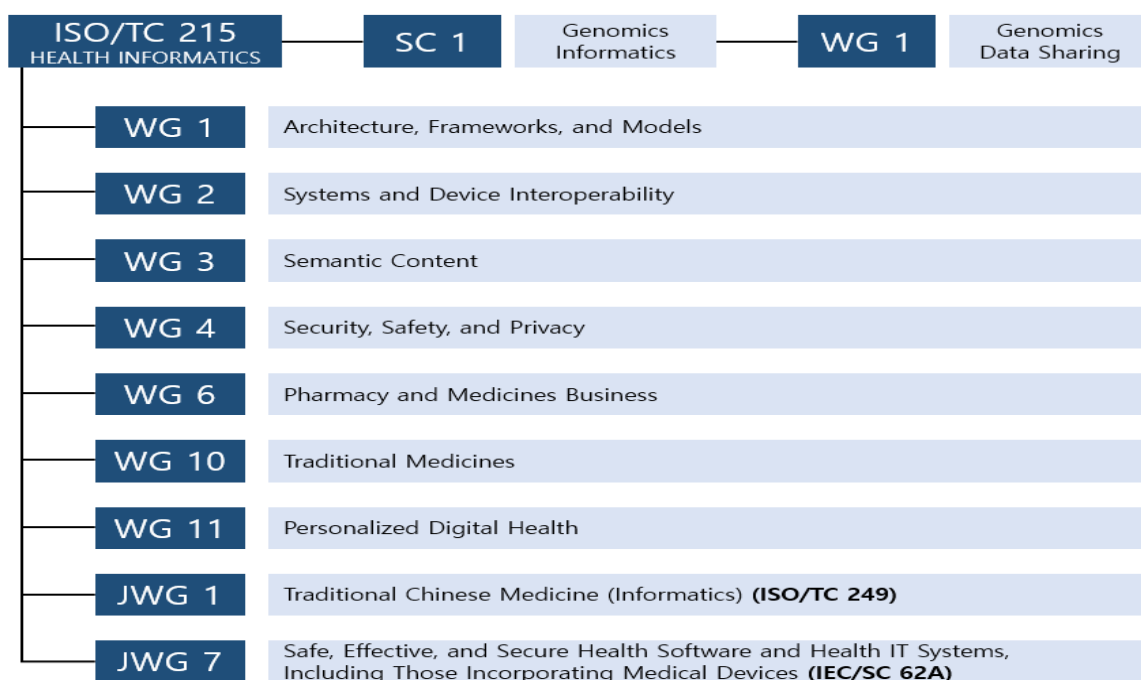 ISO/TC 215
HEALTH INFORMATICS
SC 1
Genomics
Informatics
WG 1
Genomics
Data Sharing
WG 1
Architecture, Frameworks, and Models
WG 2
Systems and Device Interoperability
WG 3
Semantic Content
WG 4
Security, Safety, and Privacy
WG 6
Pharmacy and Medicines Business
WG 10
Traditional Medicines
WG 11
Personalized Digital Health
JWG 1
Traditional Chinese Medicine (Informatics) (ISO/TC 249)
JWG 7
Safe, Effective, and Secure Health Software and Health IT Systems,
Including Those Incorporating Medical Devices (IEC/SC 62A)